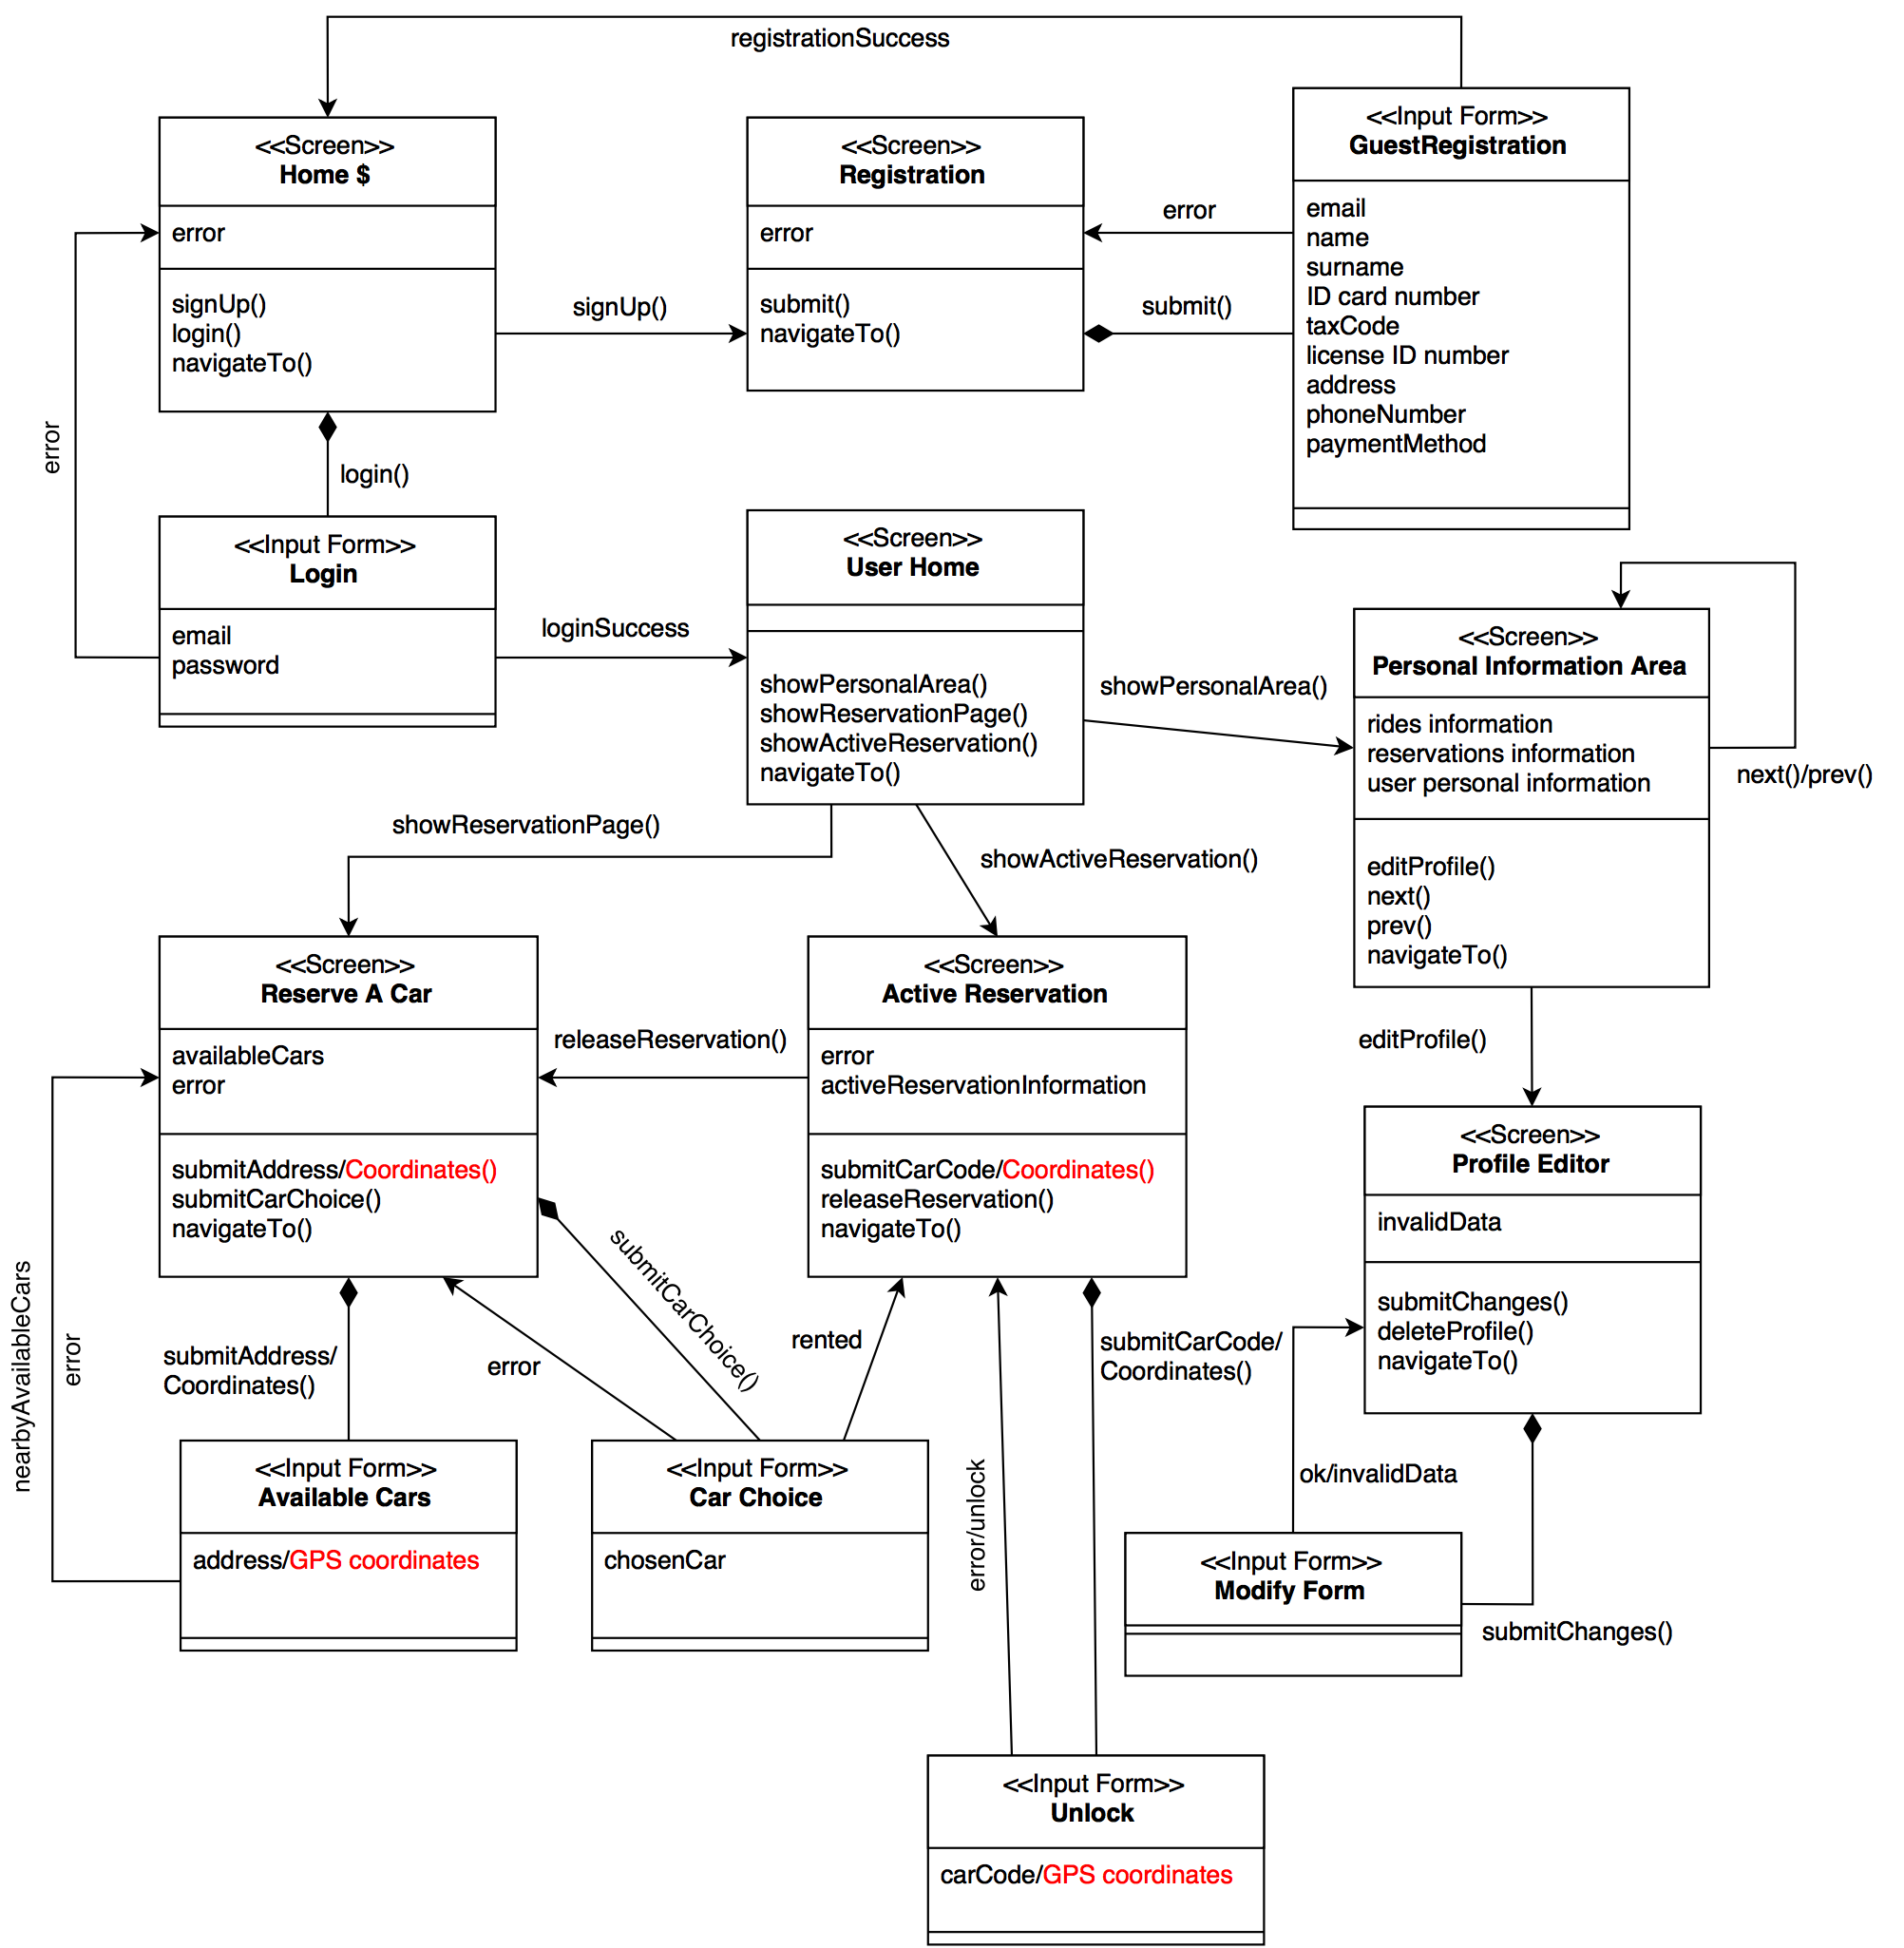 registrationSuccess
<<Screen>>
Home $
error
signUp()
login()
navigateTo()
signUp()
<<Screen>>
Registration
error
submit()
navigateTo()
error
submit()
<<Input Form>>
GuestRegistration
email
name
surname
ID card number
taxCode
license ID number
address
phoneNumber
paymentMethod
error
login()
<<Input Form>>
Login
email
password
loginSuccess
<<Screen>>
User Home
showPersonalArea()
showReservationPage()
showActiveReservation()
navigateTo()
showPersonalArea()
<<Screen>>
Personal Information Area
rides information
reservations information
user personal information
editProfile()
next()
prev()
navigateTo()
next()/prev()
showReservationPage()
showActiveReservation()
<<Screen>>
Reserve A Car
availableCars
error
submitAddress/Coordinates()
submitCarChoice()
navigateTo()
releaseReservation()
<<Screen>>
Active Reservation
error
activeReservationInformation
submitCarCode/Coordinates()
releaseReservation()
navigateTo()
editProfile()
<<Screen>>
Profile Editor
invalidData
submitChanges()
deleteProfile()
navigateTo()
nearbyAvailableCars
error
submitAddress/
Coordinates()
error
submitCarChoice()
rented
submitCarCode/
Coordinates()
error/unlock
ok/invalidData
submitChanges()
<<Input Form>>
Available Cars
address/GPS coordinates
<<Input Form>>
Car Choice
chosenCar
<<Input Form>>
Modify Form
<<Input Form>>
Unlock
carCode/GPS coordinates